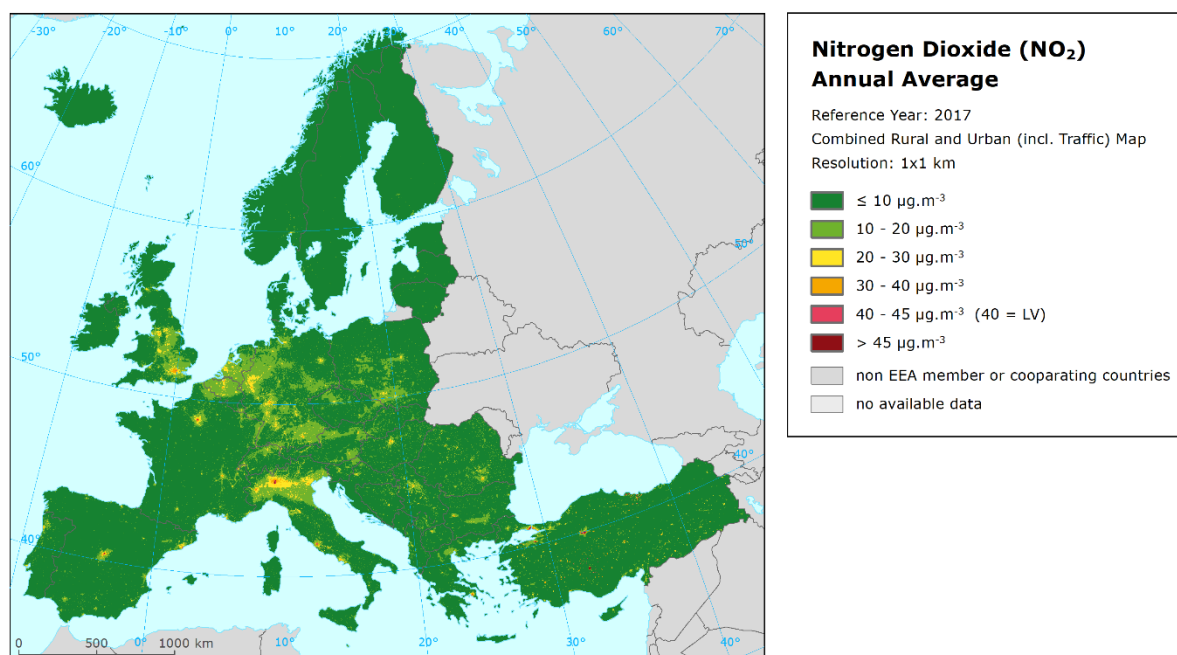 -30° -20° -10° 0° 10° 20° 30° 40° 50° 60° 70°
60°
50°
50°
40°
40°
0 500 0° 1000 km 10° 20° 30° 40°
Nitrogen Dioxide (NO₂)
Annual Average
Reference Year: 2017
Combined Rural and Urban (incl. Traffic) Map
Resolution: 1x1 km
≤ 10 µg.m⁻³
10 - 20 µg.m⁻³
20 - 30 µg.m⁻³
30 - 40 µg.m⁻³
40 - 45 µg.m⁻³ (40 = LV)
> 45 µg.m⁻³
non EEA member or cooparating countries
no available data